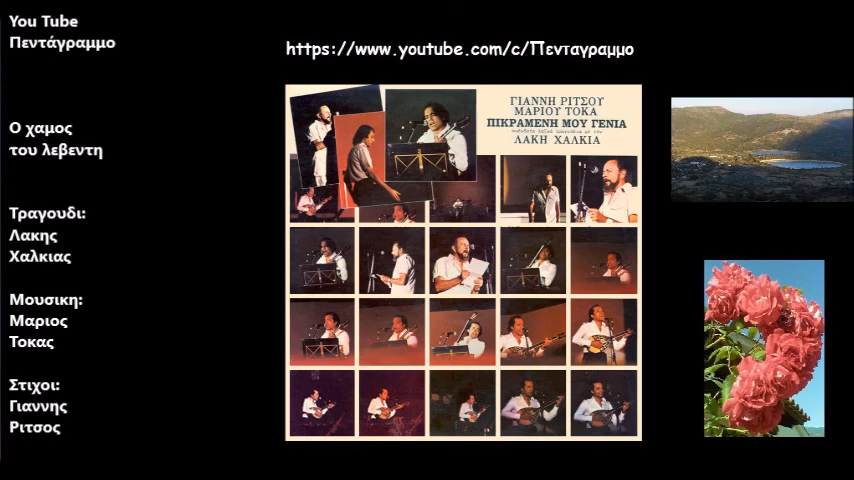 You Tube
Πεντάγραμμο
https://www.youtube.com/c/Πενταγραμμο
Ο χαμος
του λεβεντη
Τραγουδι:
Λακης
Χαλκιας
Μουσικη:
Μαριος
Τοκας
Στιχοι:
Γιαννης
Ριτσος
ΓΙΑΝΝΗ ΡΙΤΣΟΥ
ΜΑΡΙΟΥ ΤΟΚΑ
ΠΙΚΡΑΜΕΝΗ ΜΟΥ ΓΕΝΙΑ
ΛΑΚΗ ΧΑΛΚΙΑ